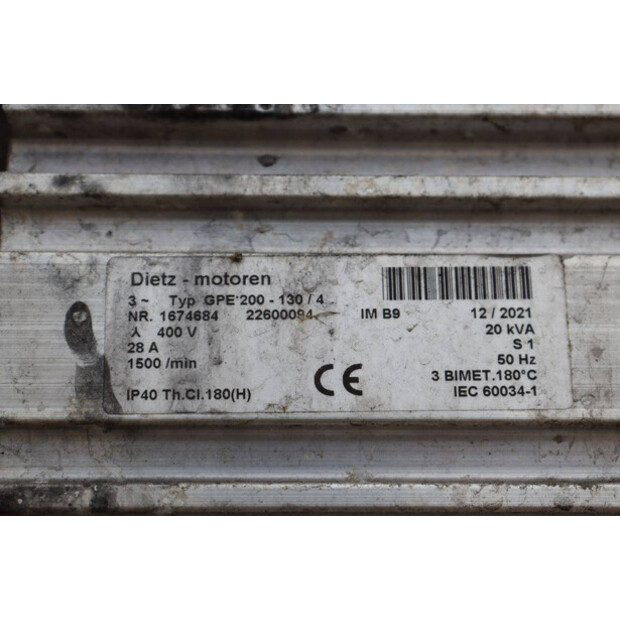 Dietz - motoren
3 ~ Typ GPE 200 - 130 / 4
NR. 1674684 22600094 IM B9 12 / 2021
⅄ 400 V 20 kVA
28 A S 1
1500 /min 50 Hz
CE 3 BIMET.180°C
IP40 Th.Cl.180(H) IEC 60034-1